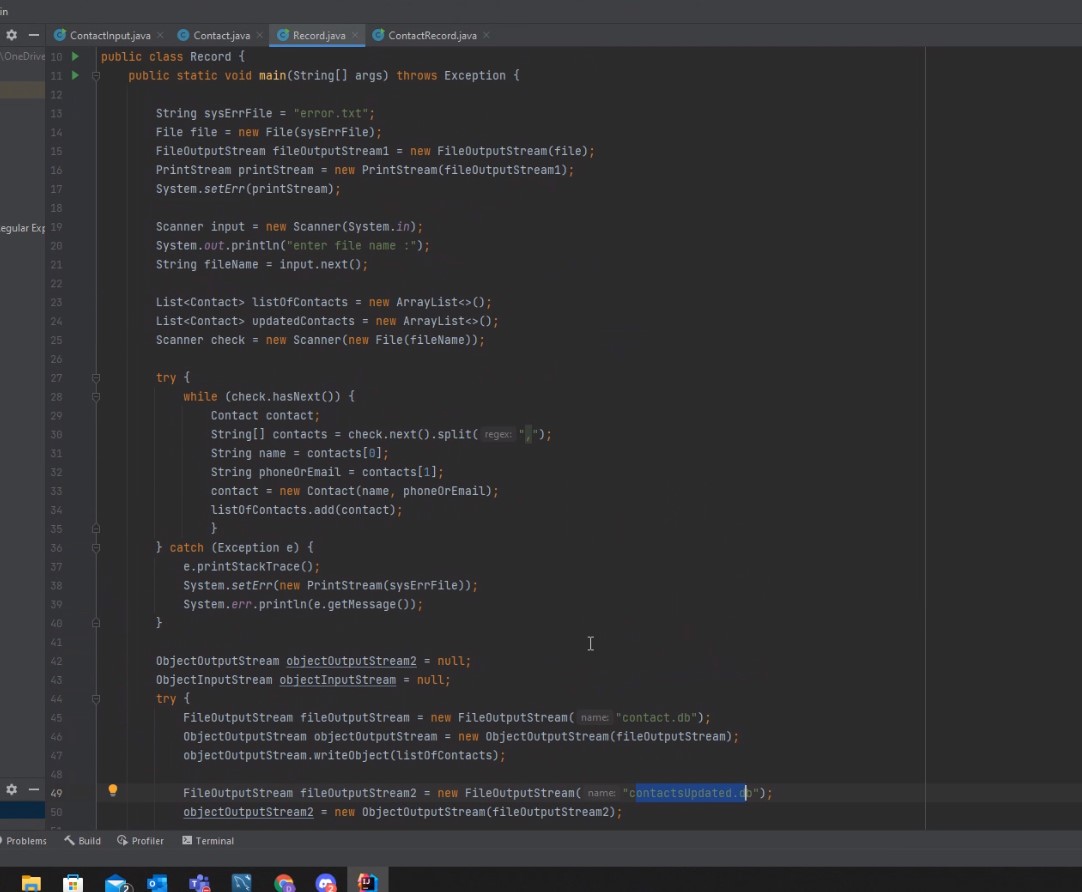 in
ContactInput.java Contact.java Record.java ContactRecord.java
\OneDrive
10 public class Record {
11 public static void main(String[] args) throws Exception {
12
13 String sysErrFile = "error.txt";
14 File file = new File(sysErrFile);
15 FileOutputStream fileOutputStream1 = new FileOutputStream(file);
16 PrintStream printStream = new PrintStream(fileOutputStream1);
17 System.setErr(printStream);
18
egular Exp
19 Scanner input = new Scanner(System.in);
20 System.out.println("enter file name :");
21 String fileName = input.next();
22
23 List<Contact> listOfContacts = new ArrayList<>();
24 List<Contact> updatedContacts = new ArrayList<>();
25 Scanner check = new Scanner(new File(fileName));
26
27 try {
28 while (check.hasNext()) {
29 Contact contact;
30 String[] contacts = check.next().split( regex: ",");
31 String name = contacts[0];
32 String phoneOrEmail = contacts[1];
33 contact = new Contact(name, phoneOrEmail);
34 listOfContacts.add(contact);
35 }
36 } catch (Exception e) {
37 e.printStackTrace();
38 System.setErr(new PrintStream(sysErrFile));
39 System.err.println(e.getMessage());
40 }
41
42 ObjectOutputStream objectOutputStream2 = null;
43 ObjectInputStream objectInputStream = null;
44 try {
45 FileOutputStream fileOutputStream = new FileOutputStream( name: "contact.db");
46 ObjectOutputStream objectOutputStream = new ObjectOutputStream(fileOutputStream);
47 objectOutputStream.writeObject(listOfContacts);
48
49 FileOutputStream fileOutputStream2 = new FileOutputStream( name: "contactsUpdated.db");
50 objectOutputStream2 = new ObjectOutputStream(fileOutputStream2);
Problems Build Profiler Terminal